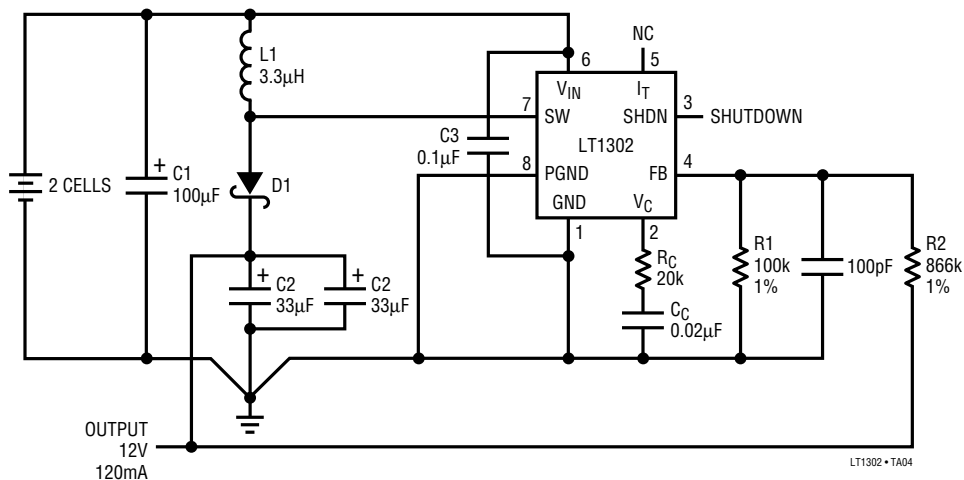 NC
L1
3.3µH
6
5
VIN
IT
7
SW
SHDN
3
SHUTDOWN
C3
0.1µF
LT1302
8
PGND
FB
4
GND
VC
1
2
2 CELLS
+
C1
100µF
D1
RC
20k
R1
100k
1%
100pF
R2
866k
1%
+
C2
33µF
+
C2
33µF
CC
0.02µF
OUTPUT
12V
120mA
LT1302 • TA04